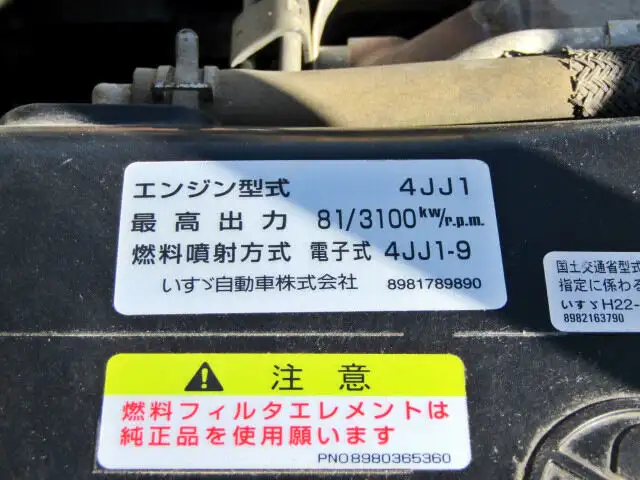 エンジン型式 4JJ1
最高出力 81/3100kw/r.p.m.
燃料噴射方式 電子式 4JJ1-9
いすゞ自動車株式会社 8981789890
国土交通省型式
指定に係わる
いすゞH22-
8982163790
注意
燃料フィルタエレメントは
純正品を使用願います
PNO8980365360